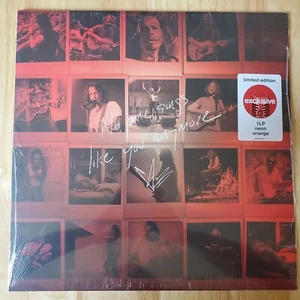 No one sings
like you anymore
limited edition
exclusive
1LP
neon
orange